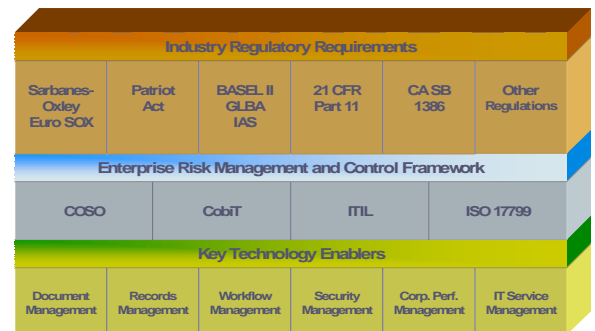 Industry Regulatory Requirements
Sarbanes-
Oxley
Euro SOX
Patriot
Act
BASEL II
GLBA
IAS
21 CFR
Part 11
CA SB
1386
Other
Regulations
Enterprise Risk Management and Control Framework
COSO
CobiT
ITIL
ISO 17799
Key Technology Enablers
Document
Management
Records
Management
Workflow
Management
Security
Management
Corp. Perf.
Management
IT Service
Management